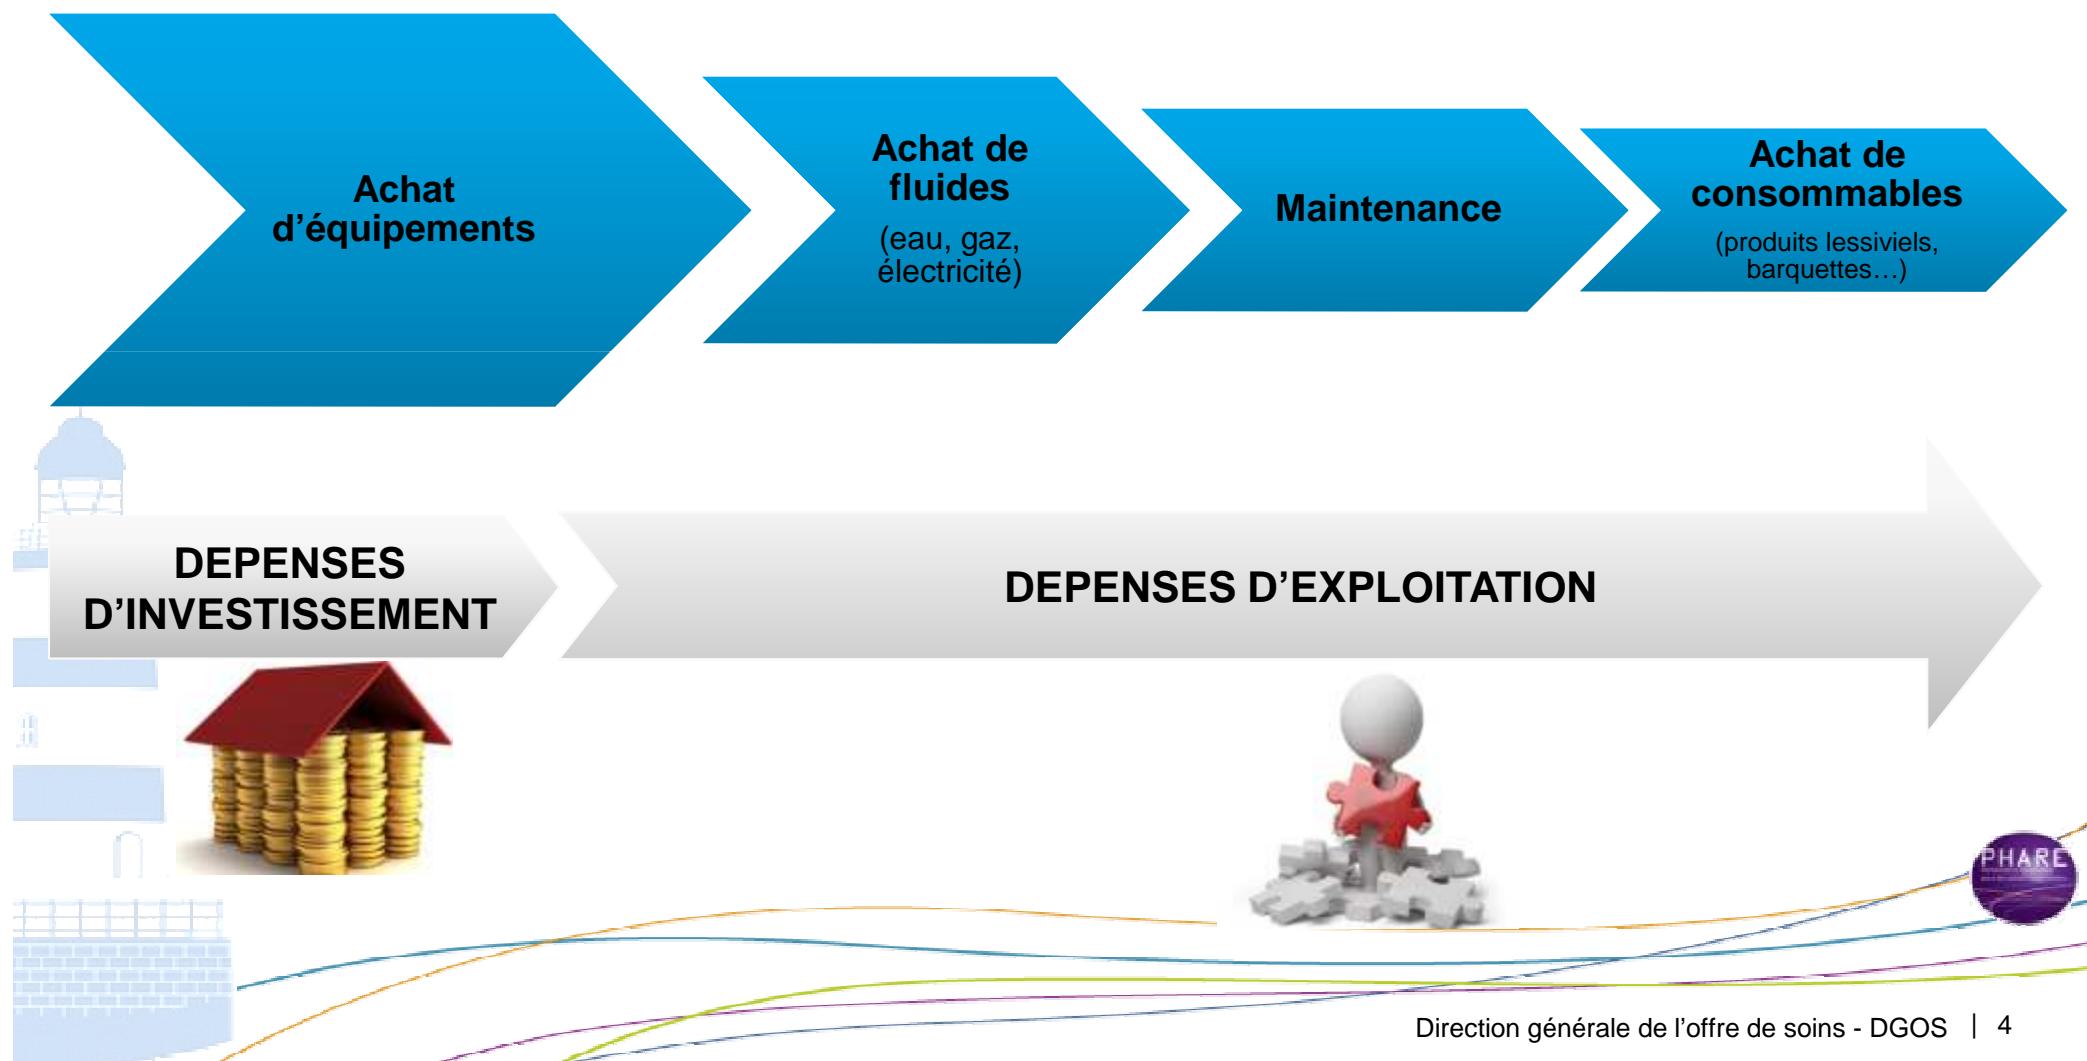 Achat
d’équipements
Achat de
fluides
(eau, gaz,
électricité)
Maintenance
Achat de
consommables
(produits lessiviels,
barquettes…)
DEPENSES
D’INVESTISSEMENT
DEPENSES D’EXPLOITATION
PHARE
Direction générale de l’offre de soins - DGOS | 4